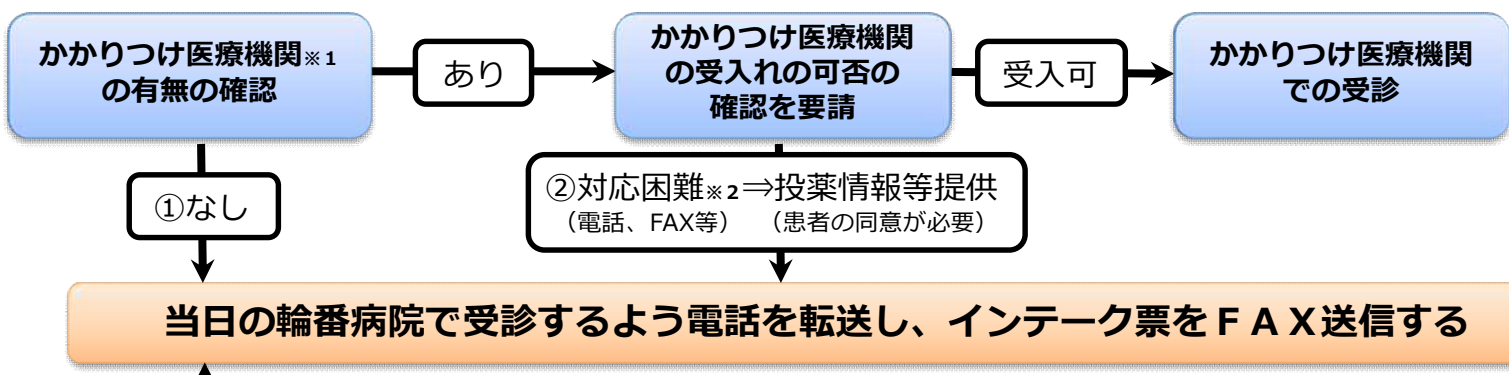 かかりつけ医療機関※1
の有無の確認
あり
かかりつけ医療機関
の受入れの可否の
確認を要請
受入可
かかりつけ医療機関
での受診
①なし
②対応困難※2⇒投薬情報等提供
（電話、FAX等）　（患者の同意が必要）
当日の輪番病院で受診するよう電話を転送し、インテーク票をＦＡＸ送信する